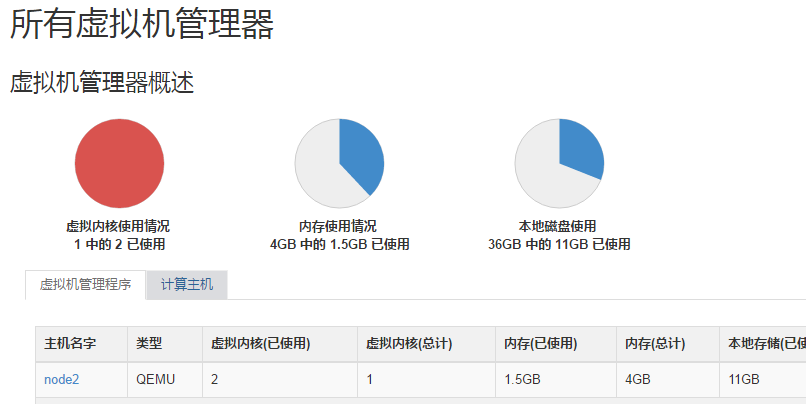 所有虚拟机管理器
虚拟机管理器概述
虚拟内核使用情况
1 中的 2 已使用
内存使用情况
4GB 中的 1.5GB 已使用
本地磁盘使用
36GB 中的 11GB 已使用
虚拟机管理程序 计算主机
主机名字 类型 虚拟内核(已使用) 虚拟内核(总计) 内存(已使用) 内存(总计) 本地存储(已
node2 QEMU 2 1 1.5GB 4GB 11GB